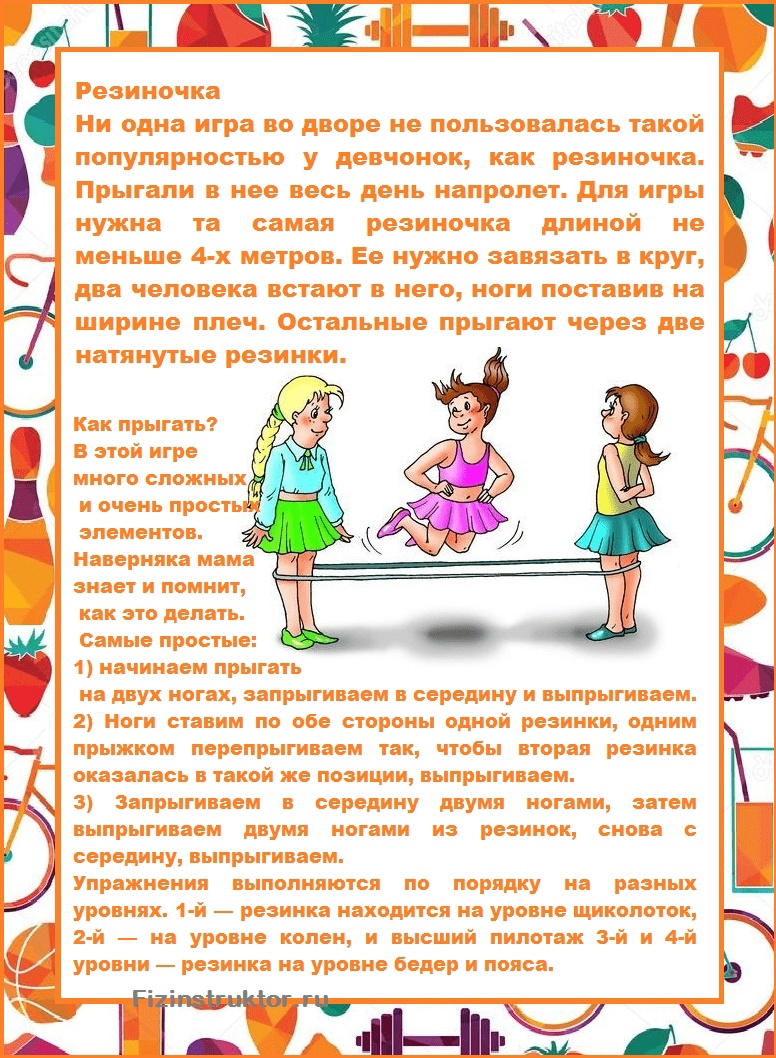 Резиночка
Ни одна игра во дворе не пользовалась такой
популярностью у девчонок, как резиночка.
Прыгали в нее весь день напролет. Для игры
нужна та самая резиночка длиной не
меньше 4-х метров. Ее нужно завязать в круг,
два человека встают в него, ноги поставив на
ширине плеч. Остальные прыгают через две
натянутые резинки.
Как прыгать?
В этой игре
много сложных
и очень простых
элементов.
Наверняка мама
знает и помнит,
как это делать.
Самые простые:
1) начинаем прыгать
на двух ногах, запрыгиваем в середину и выпрыгиваем.
2) Ноги ставим по обе стороны одной резинки, одним
прыжком перепрыгиваем так, чтобы вторая резинка
оказалась в такой же позиции, выпрыгиваем.
3) Запрыгиваем в середину двумя ногами, затем
выпрыгиваем двумя ногами из резинок, снова с
середину, выпрыгиваем.
Упражнения выполняются по порядку на разных
уровнях. 1-й — резинка находится на уровне щиколоток,
2-й — на уровне колен, и высший пилотаж 3-й и 4-й
уровни — резинка на уровне бедер и пояса.
Fizinstruktor.ru